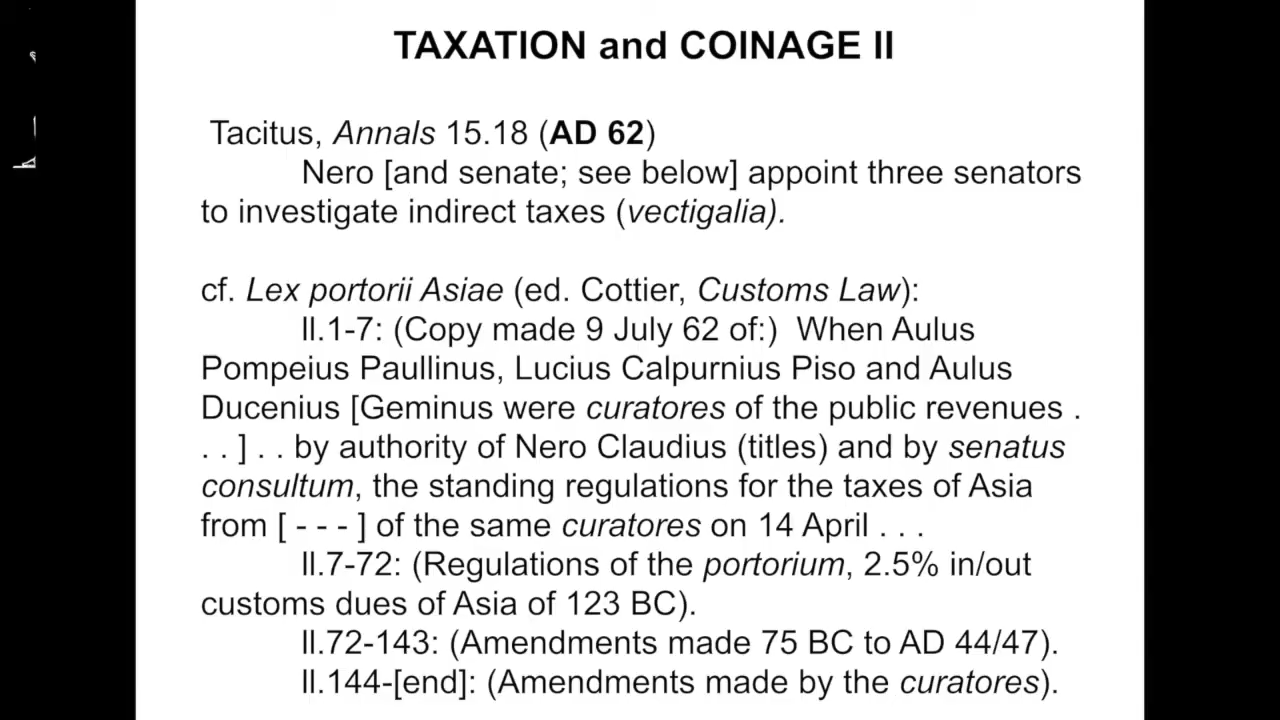 TAXATION and COINAGE II
Tacitus, Annals 15.18 (AD 62)
Nero [and senate; see below] appoint three senators
to investigate indirect taxes (vectigalia).
cf. Lex portorii Asiae (ed. Cottier, Customs Law):
ll.1-7: (Copy made 9 July 62 of:) When Aulus
Pompeius Paullinus, Lucius Calpurnius Piso and Aulus
Ducenius [Geminus were curatores of the public revenues .
. . ] . . by authority of Nero Claudius (titles) and by senatus
consultum, the standing regulations for the taxes of Asia
from [ - - - ] of the same curatores on 14 April . . .
ll.7-72: (Regulations of the portorium, 2.5% in/out
customs dues of Asia of 123 BC).
ll.72-143: (Amendments made 75 BC to AD 44/47).
ll.144-[end]: (Amendments made by the curatores).